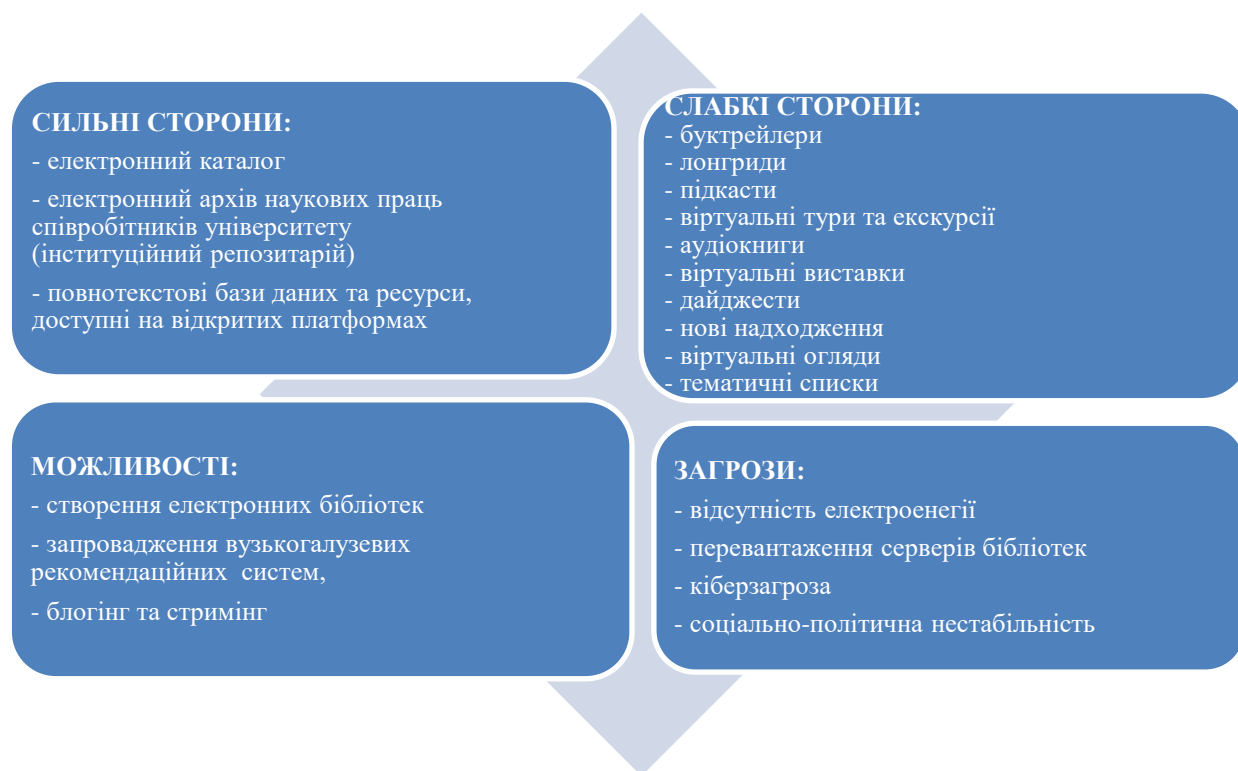 СИЛЬНІ СТОРОНИ:
- електронний каталог
- електронний архів наукових праць
співробітників університету
(інституційний репозитарій)
- повнотекстові бази даних та ресурси,
доступні на відкритих платформах
СЛАБКІ СТОРОНИ:
- буктрейлери
- лонгриди
- підкасти
- віртуальні тури та екскурсії
- аудіокниги
- віртуальні виставки
- дайджести
- нові надходження
- віртуальні огляди
- тематичні списки
МОЖЛИВОСТІ:
- створення електронних бібліотек
- запровадження вузькогалузевих
рекомендаційних систем,
- блогінг та стримінг
ЗАГРОЗИ:
- відсутність електроенегії
- перевантаження серверів бібліотек
- кіберзагроза
- соціально-політична нестабільність